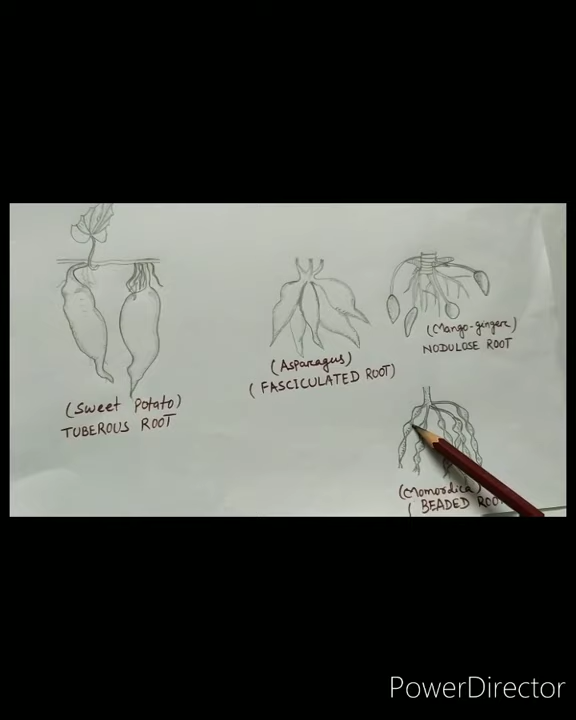 (Sweet Potato)
TUBEROUS ROOT
(Asparagus)
(FASCICULATED ROOT)
(Mango-ginger)
NODULOSE ROOT
(Momordica)
( BEADED ROOT
PowerDirector